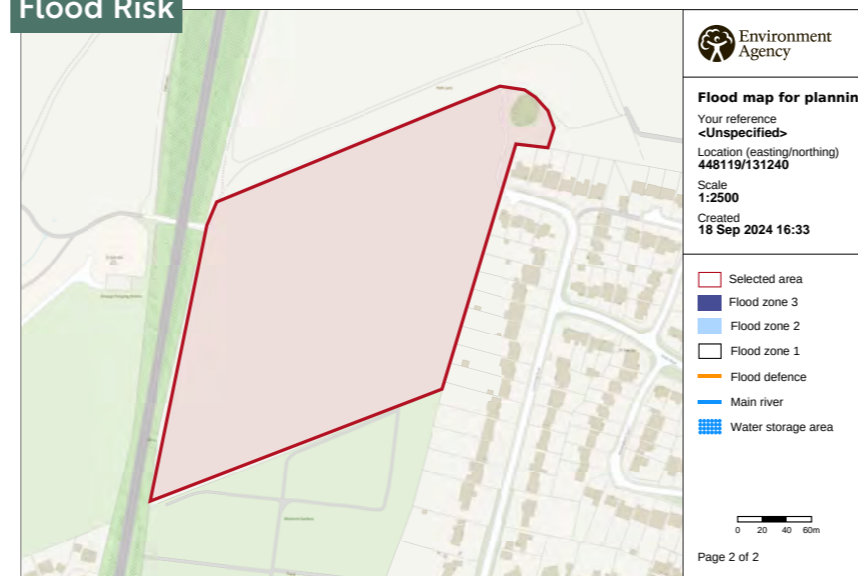 Flood Risk
Environment
Agency
Flood map for plannin
Your reference
<Unspecified>
Location (easting/northing)
448119/131240
Scale
1:2500
Created
18 Sep 2024 16:33
Selected area
Flood zone 3
Flood zone 2
Flood zone 1
Flood defence
Main river
Water storage area
0 20 40 60m
Page 2 of 2